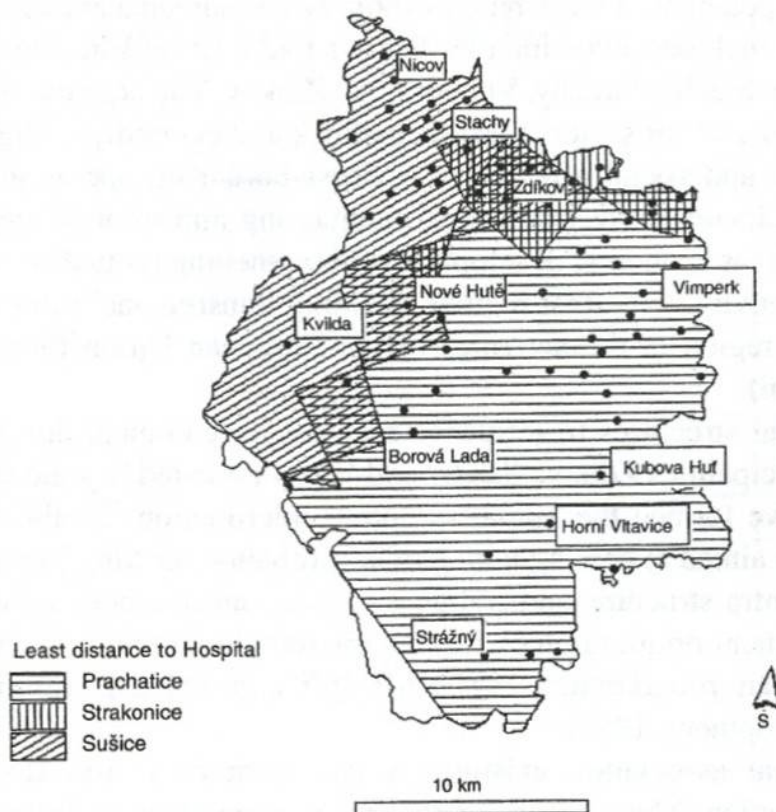 Nicov
Stachy
Zdíkov
Nové Hutě
Vimperk
Kvilda
Borová Lada
Kubova Huť
Horní Vltavice
Strážný
Least distance to Hospital
Prachatice
Strakonice
Sušice
Š
10 km